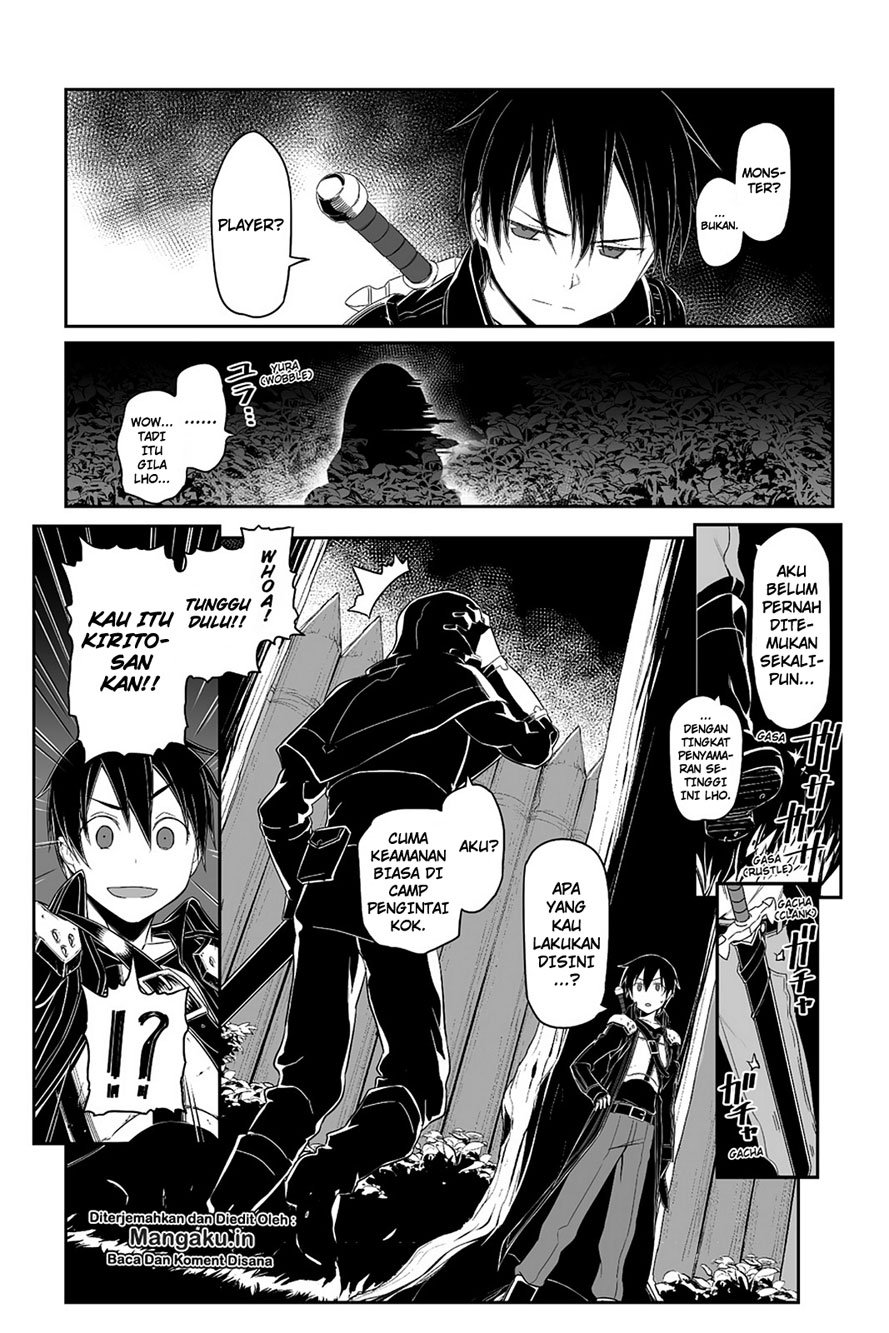 MONS-
TER?
...
BUKAN.
PLAYER?
ユラ…
YURA
(WOBBLE)
......
WOW...
TADI
ITU
GILA
LHO...
AKU
BELUM
PERNAH
DITE-
MUKAN
SEKALI-
PUN...
...
DENGAN
TINGKAT
PENYAMA-
RAN SE-
TINGGI
INI LHO.
ガサ
GASA
ガサ
GASA
(RUSTLE)
GACHA
(CLANK)
ガチャ
ガチャ
GACHA
APA
YANG
KAU
LAKUKAN
DISINI
...?
AKU?
CUMA
KEAMANAN
BIASA DI
CAMP
PENGINTAI
KOK.
WHOA?
TUNGGU
DULU!!
KAU ITU
KIRITO-
SAN
KAN!!
!?
Diterjemahkan dan Diedit Oleh :
Mangaku.in
Baca Dan Koment Disana